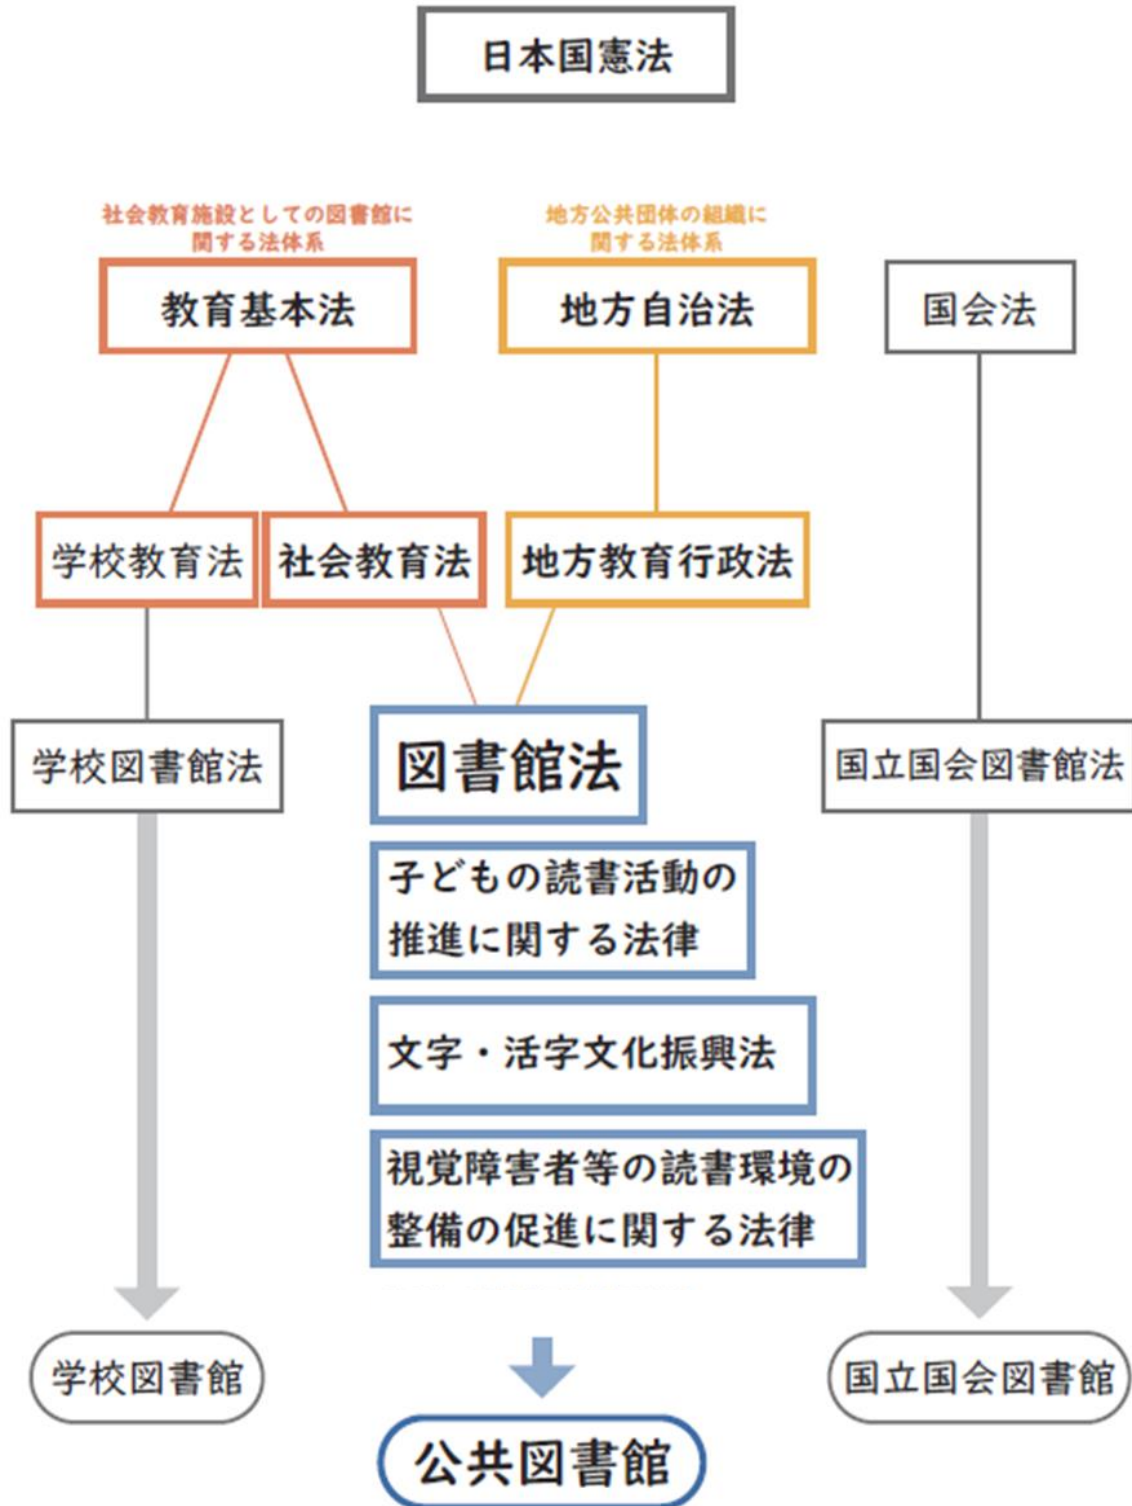 日本国憲法
社会教育施設としての図書館に
関する法体系
地方公共団体の組織に
関する法体系
教育基本法
地方自治法
国会法
学校教育法
社会教育法
地方教育行政法
学校図書館法
図書館法
国立国会図書館法
子どもの読書活動の
推進に関する法律
文字・活字文化振興法
視覚障害者等の読書環境の
整備の促進に関する法律
学校図書館
国立国会図書館
公共図書館